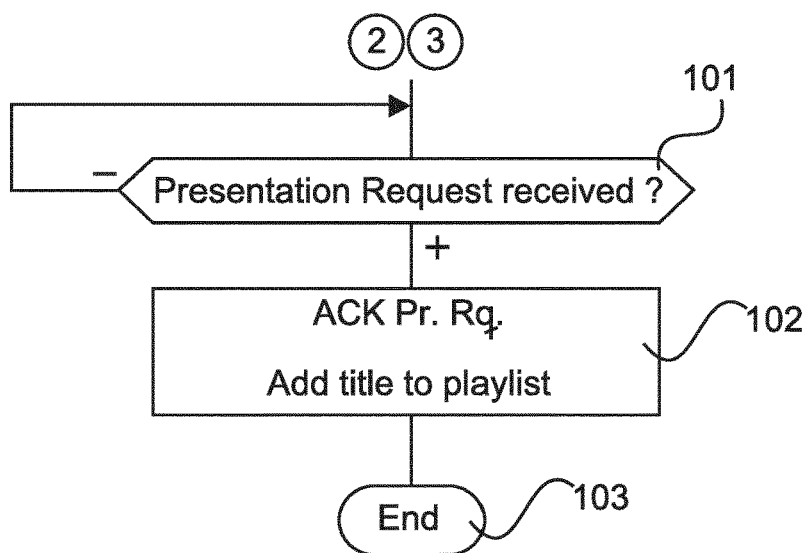 2 3
101
– Presentation Request received ?
+
ACK Pr. Rq.
102
Add title to playlist
103
End